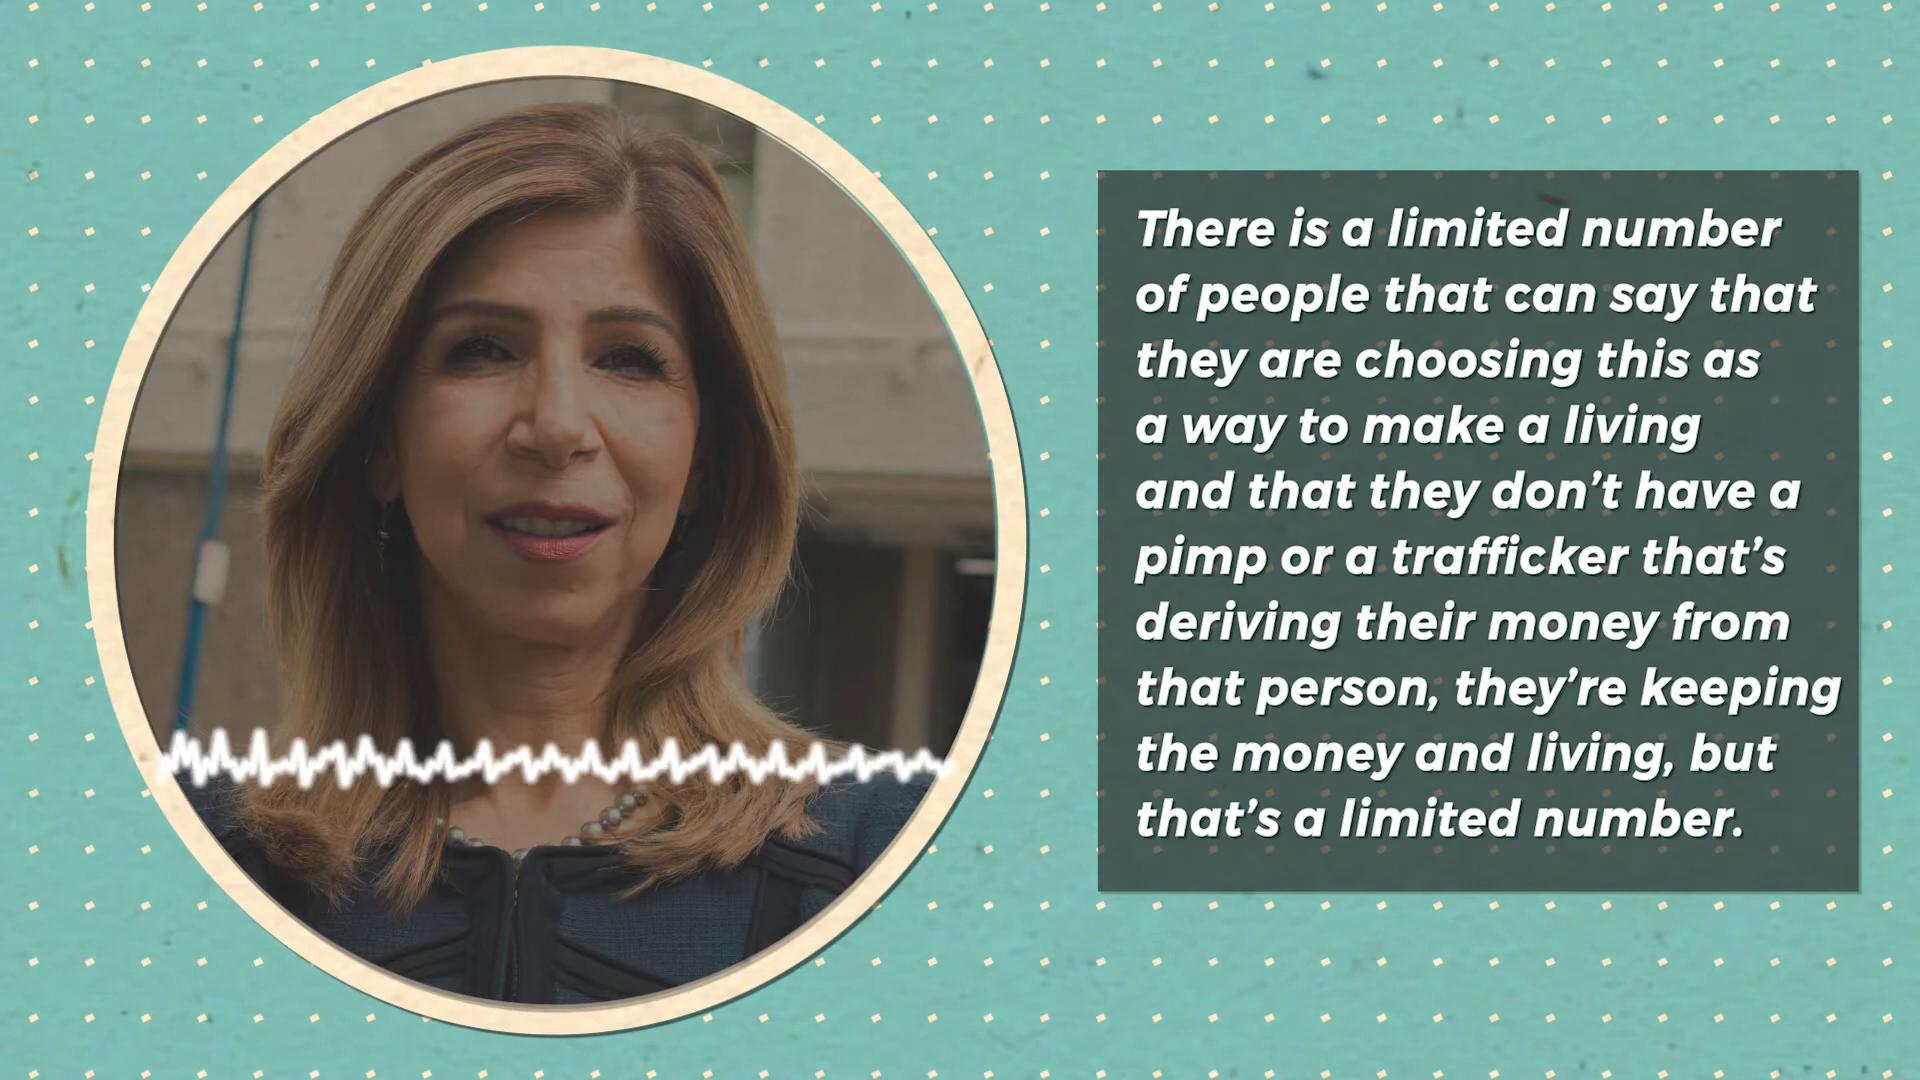 There is a limited number
of people that can say that
they are choosing this as
a way to make a living
and that they don't have a
pimp or a trafficker that's
deriving their money from
that person, they're keeping
the money and living, but
that's a limited number.